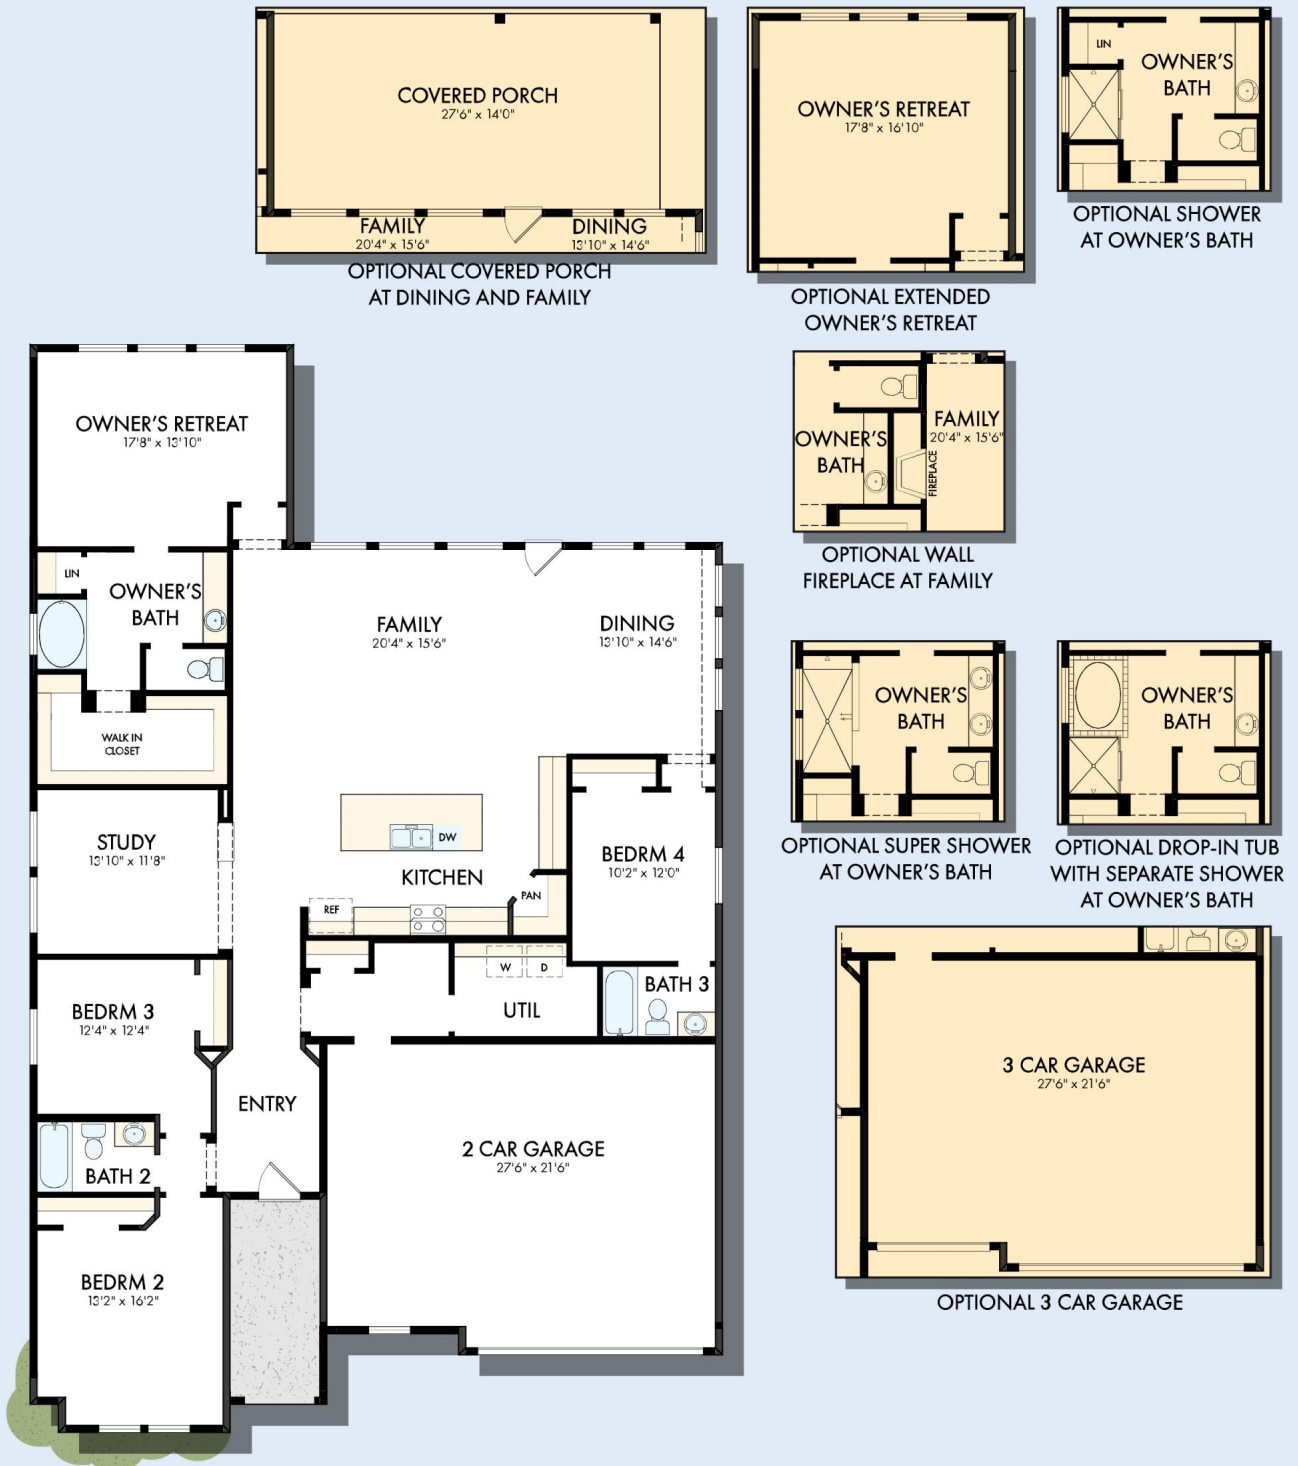 COVERED PORCH
27'6" x 14'0"
FAMILY
20'4" x 15'6"
DINING
13'10" x 14'6"
OPTIONAL COVERED PORCH
AT DINING AND FAMILY
OWNER'S RETREAT
17'8" x 16'10"
OPTIONAL EXTENDED
OWNER'S RETREAT
LIN
OWNER'S
BATH
OPTIONAL SHOWER
AT OWNER'S BATH
OWNER'S
BATH
FAMILY
20'4" x 15'6"
FIREPLACE
OPTIONAL WALL
FIREPLACE AT FAMILY
OWNER'S
BATH
OPTIONAL SUPER SHOWER
AT OWNER'S BATH
OWNER'S
BATH
OPTIONAL DROP-IN TUB
WITH SEPARATE SHOWER
AT OWNER'S BATH
3 CAR GARAGE
27'6" x 21'6"
OPTIONAL 3 CAR GARAGE
OWNER'S RETREAT
17'8" x 13'10"
LIN
OWNER'S
BATH
WALK IN
CLOSET
FAMILY
20'4" x 15'6"
DINING
13'10" x 14'6"
STUDY
13'10" x 11'8"
DW
KITCHEN
REF
PAN
BEDRM 4
10'2" x 12'0"
BEDRM 3
12'4" x 12'4"
W
D
UTIL
BATH 3
ENTRY
BATH 2
2 CAR GARAGE
27'6" x 21'6"
BEDRM 2
13'2" x 16'2"